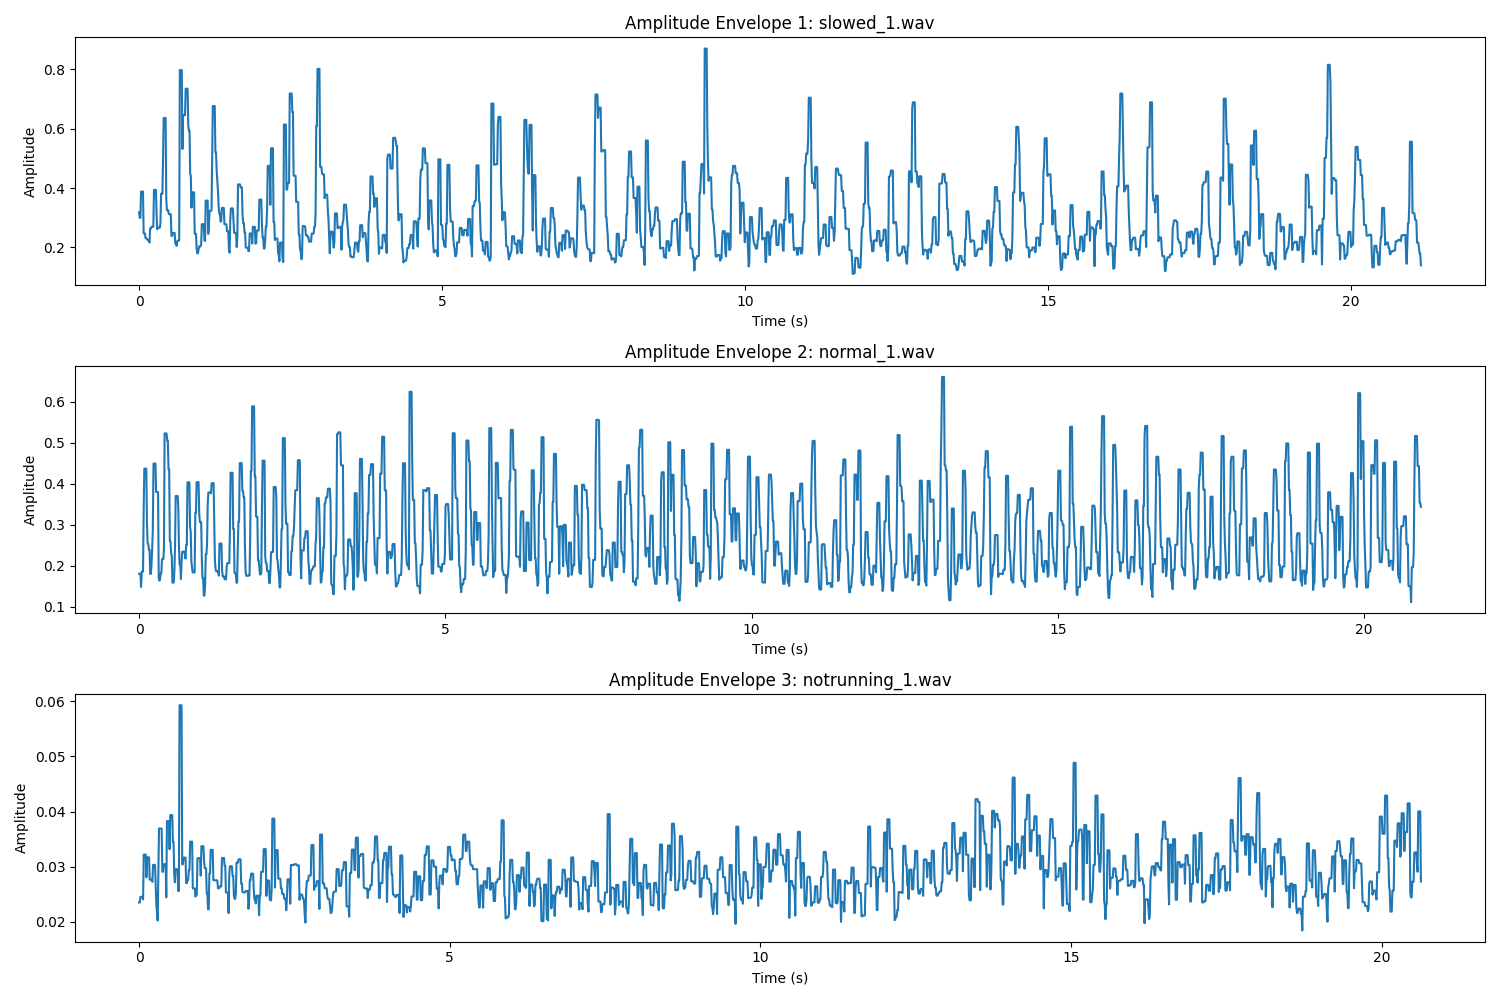 Amplitude Envelope 1: slowed_1.wav
0.8
0.6
0.4
0.2
Amplitude
0 5 10 15 20
Time (s)
Amplitude Envelope 2: normal_1.wav
0.6
0.5
0.4
0.3
0.2
0.1
Amplitude
0 5 10 15 20
Time (s)
Amplitude Envelope 3: notrunning_1.wav
0.06
0.05
0.04
0.03
0.02
Amplitude
0 5 10 15 20
Time (s)